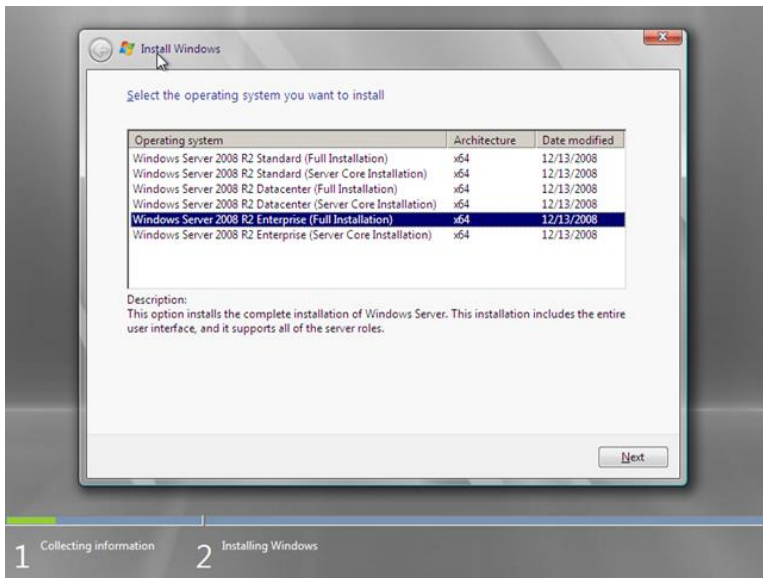 Install Windows
Select the operating system you want to install
Operating system Architecture Date modified
Windows Server 2008 R2 Standard (Full Installation) x64 12/13/2008
Windows Server 2008 R2 Standard (Server Core Installation) x64 12/13/2008
Windows Server 2008 R2 Datacenter (Full Installation) x64 12/13/2008
Windows Server 2008 R2 Datacenter (Server Core Installation) x64 12/13/2008
Windows Server 2008 R2 Enterprise (Full Installation) x64 12/13/2008
Windows Server 2008 R2 Enterprise (Server Core Installation) x64 12/13/2008
Description:
This option installs the complete installation of Windows Server. This installation includes the entire
user interface, and it supports all of the server roles.
Next
1 Collecting information 2 Installing Windows